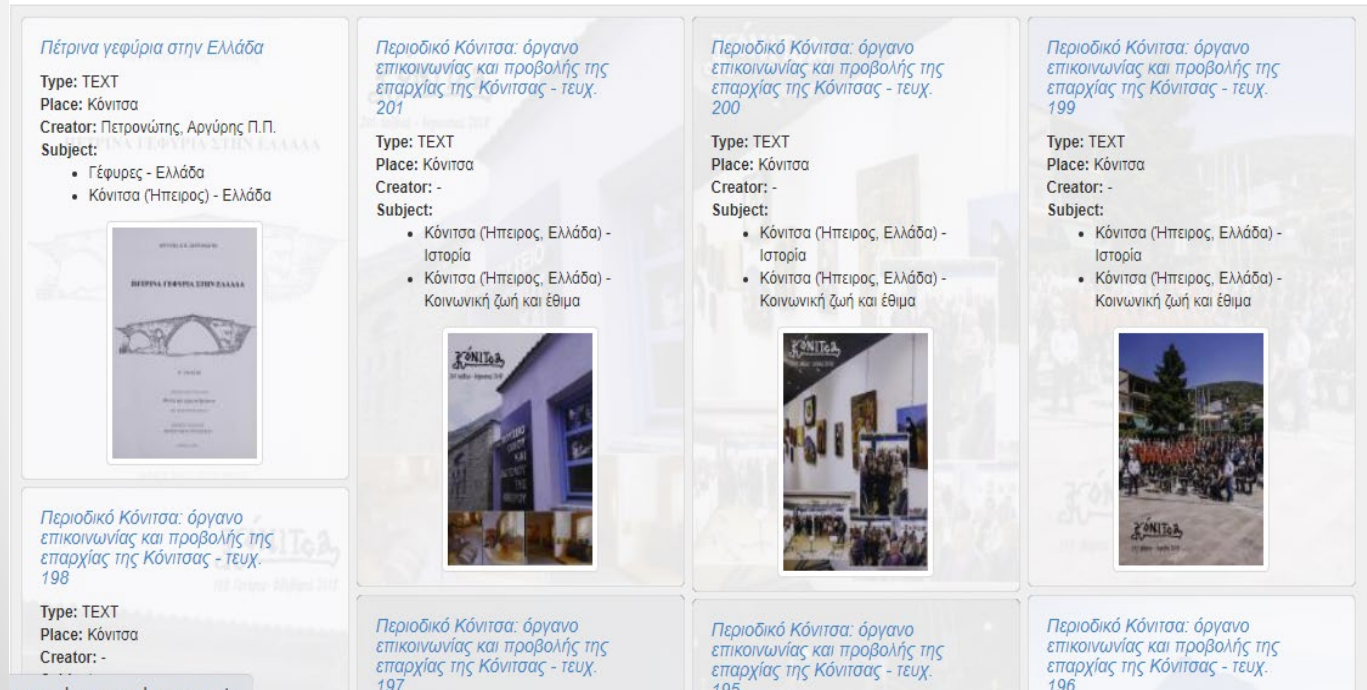 Πέτρινα γεφύρια στην Ελλάδα
Type: TEXT
Place: Κόνιτσα
Creator: Πετρονώτης, Αργύρης Π.Π.
Subject:
Γέφυρες - Ελλάδα
Κόνιτσα (Ήπειρος) - Ελλάδα
ΠΕΤΡΙΝΑ ΓΕΦΥΡΙΑ ΣΤΗΝ ΕΛΛΑΔΑ
Περιοδικό Κόνιτσα: όργανο
επικοινωνίας και προβολής της
επαρχίας της Κόνιτσας - τευχ.
198
Type: TEXT
Place: Κόνιτσα
Creator: -
Περιοδικό Κόνιτσα: όργανο
επικοινωνίας και προβολής της
επαρχίας της Κόνιτσας - τευχ.
201
Type: TEXT
Place: Κόνιτσα
Creator: -
Subject:
Κόνιτσα (Ήπειρος, Ελλάδα) -
Ιστορία
Κόνιτσα (Ήπειρος, Ελλάδα) -
Κοινωνική ζωή και έθιμα
ΚΟΝΙΤΣΑ
Περιοδικό Κόνιτσα: όργανο
επικοινωνίας και προβολής της
επαρχίας της Κόνιτσας - τευχ.
197
Περιοδικό Κόνιτσα: όργανο
επικοινωνίας και προβολής της
επαρχίας της Κόνιτσας - τευχ.
200
Type: TEXT
Place: Κόνιτσα
Creator: -
Subject:
Κόνιτσα (Ήπειρος, Ελλάδα) -
Ιστορία
Κόνιτσα (Ήπειρος, Ελλάδα) -
Κοινωνική ζωή και έθιμα
ΚΟΝΙΤΣΑ
Περιοδικό Κόνιτσα: όργανο
επικοινωνίας και προβολής της
επαρχίας της Κόνιτσας - τευχ.
195
Περιοδικό Κόνιτσα: όργανο
επικοινωνίας και προβολής της
επαρχίας της Κόνιτσας - τευχ.
199
Type: TEXT
Place: Κόνιτσα
Creator: -
Subject:
Κόνιτσα (Ήπειρος, Ελλάδα) -
Ιστορία
Κόνιτσα (Ήπειρος, Ελλάδα) -
Κοινωνική ζωή και έθιμα
ΚΟΝΙΤΣΑ
Περιοδικό Κόνιτσα: όργανο
επικοινωνίας και προβολής της
επαρχίας της Κόνιτσας - τευχ.
196